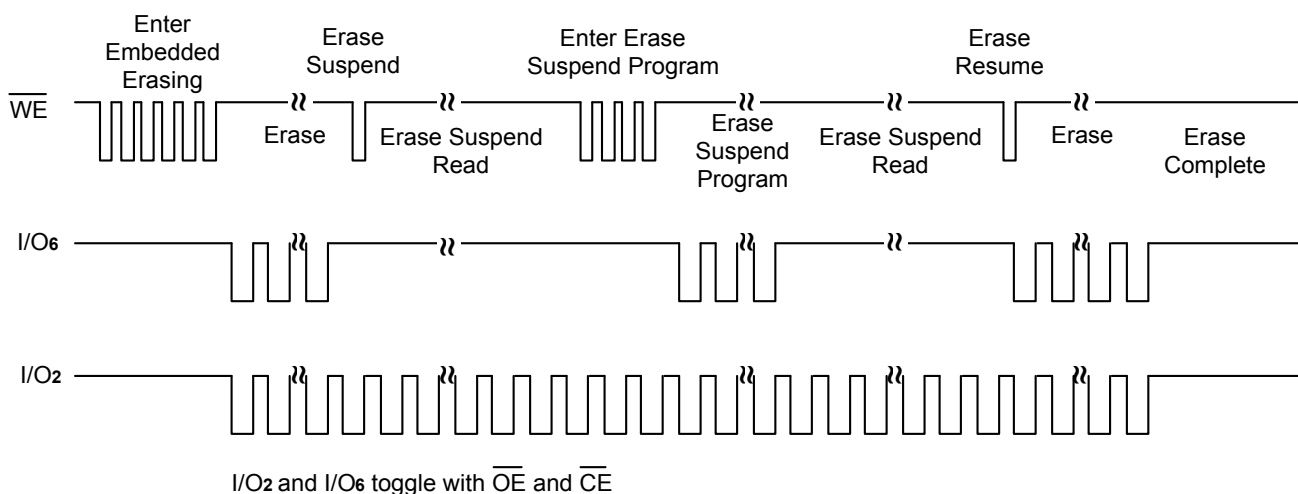 Enter
Embedded
Erasing
Erase
Suspend
Enter Erase
Suspend Program
Erase
Resume
WE
Erase
Erase Suspend
Read
Erase
Suspend
Program
Erase Suspend
Read
Erase
Erase
Complete
I/O6
I/O2
I/O2 and I/O6 toggle with OE and CE